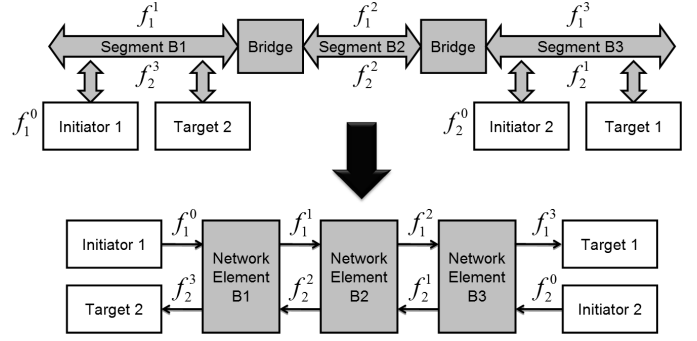 f_1^1 f_1^2 f_1^3
Segment B1 Bridge Segment B2 Bridge Segment B3
f_2^3 f_2^2 f_2^1
f_1^0 Initiator 1 Target 2 f_2^0 Initiator 2 Target 1
f_1^0 f_1^1 f_1^2 f_1^3
Initiator 1 Target 1
Network Element B1
Network Element B2
Network Element B3
f_2^3 f_2^2 f_2^1 f_2^0
Target 2 Initiator 2